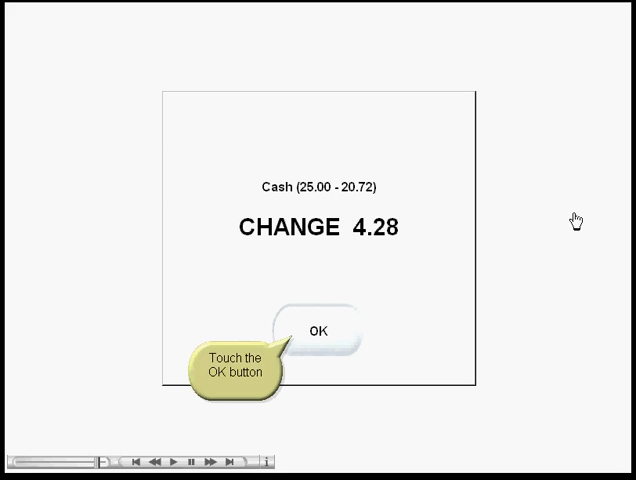 Cash (25.00 - 20.72)
CHANGE 4.28
OK
Touch the
OK button
i